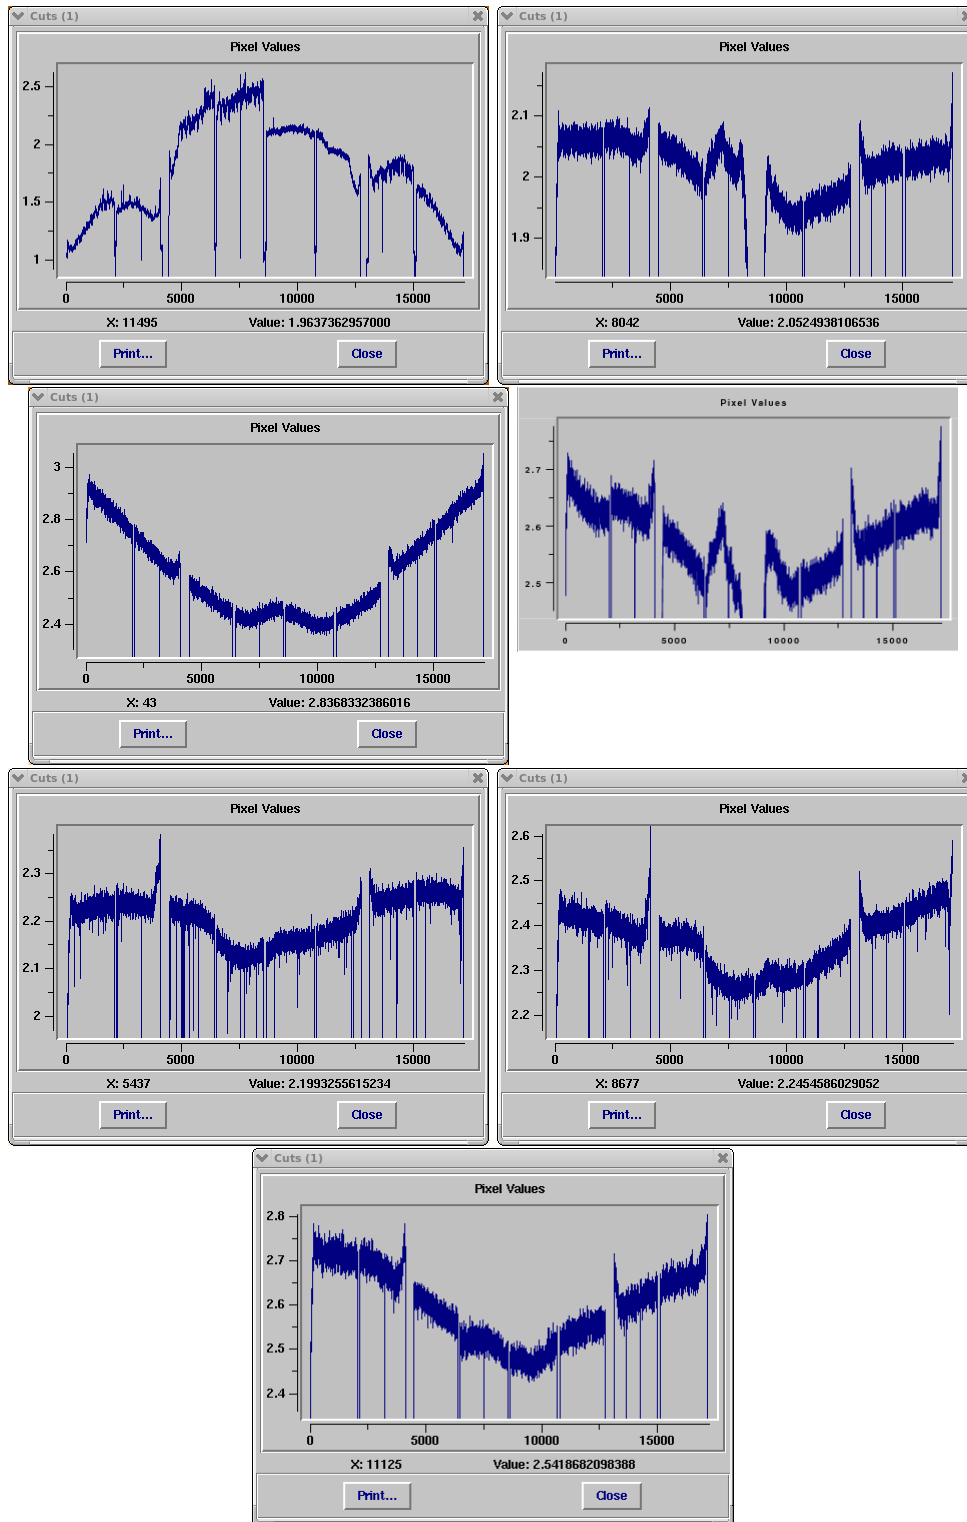 Cuts (1)
Pixel Values
2.5
2
1.5
1
0 5000 10000 15000
X: 11495 Value: 1.9637362957000
Print... Close
Cuts (1)
Pixel Values
2.1
2
1.9
5000 10000 15000
X: 8042 Value: 2.0524938106536
Print... Close
Cuts (1)
Pixel Values
3
2.8
2.6
2.4
0 5000 10000 15000
X: 43 Value: 2.8368332386016
Print... Close
Pixel Values
2.7
2.6
2.5
0 5000 10000 15000
Cuts (1)
Pixel Values
2.3
2.2
2.1
2
0 5000 10000 15000
X: 5437 Value: 2.1993255615234
Print... Close
Cuts (1)
Pixel Values
2.6
2.5
2.4
2.3
2.2
0 5000 10000 15000
X: 8677 Value: 2.2454586029052
Print... Close
Cuts (1)
Pixel Values
2.8
2.7
2.6
2.5
2.4
0 5000 10000 15000
X: 11125 Value: 2.5418682098388
Print... Close